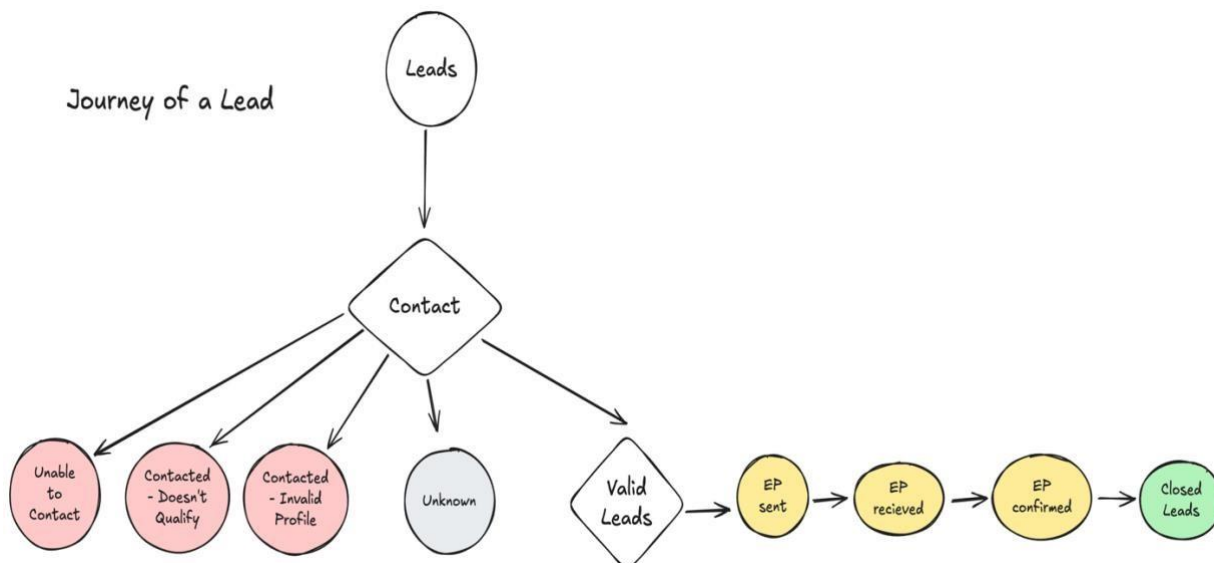 Leads
Journey of a Lead
Contact
Unable
to
Contact
Contacted
- Doesn't
Qualify
Contacted
- Invalid
Profile
Unknown
Valid
Leads
EP
sent
EP
recieved
EP
confirmed
Closed
Leads